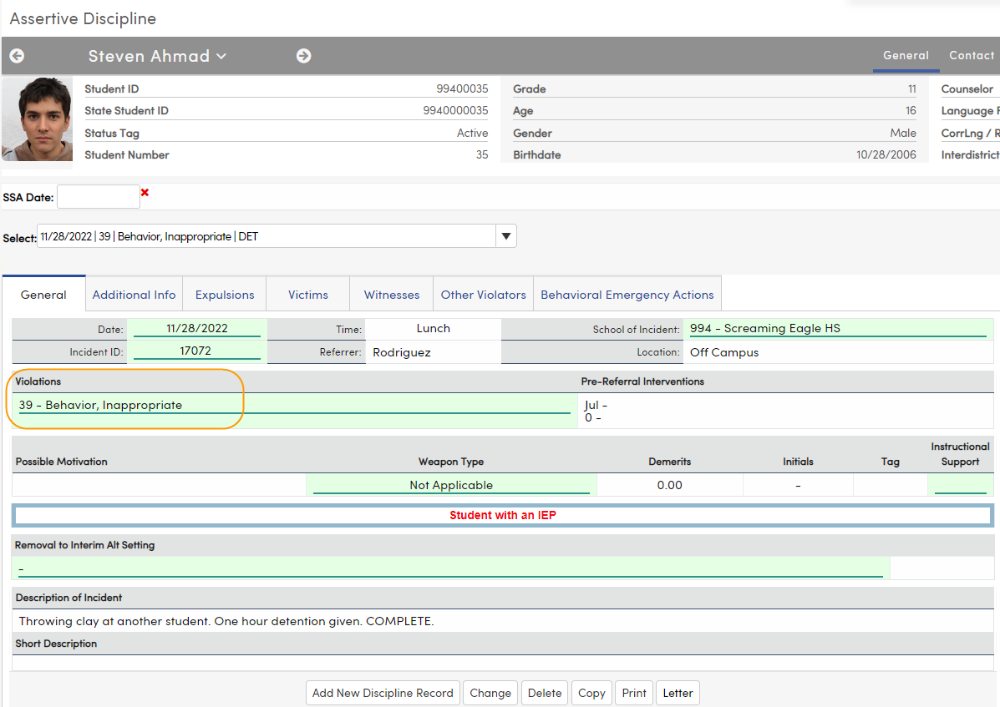 Assertive Discipline
Steven Ahmad
General Contact
Student ID 99400035
State Student ID 9940000035
Status Tag Active
Student Number 35
Grade 11
Age 16
Gender Male
Birthdate 10/28/2006
Counselor
Language
CorrLng /
Interdistrict
SSA Date:
Select: 11/28/2022 | 39 | Behavior, Inappropriate | DET
General Additional Info Expulsions Victims Witnesses Other Violators Behavioral Emergency Actions
Date: 11/28/2022 Time: Lunch School of Incident: 994 - Screaming Eagle HS
Incident ID: 17072 Referrer: Rodriguez Location: Off Campus
Violations Pre-Referral Interventions
39 - Behavior, Inappropriate
Jul -
0 -
Possible Motivation Weapon Type Demerits Initials Tag Instructional Support
Not Applicable 0.00 -
Student with an IEP
Removal to Interim Alt Setting
-
Description of Incident
Throwing clay at another student. One hour detention given. COMPLETE.
Short Description
Add New Discipline Record Change Delete Copy Print Letter